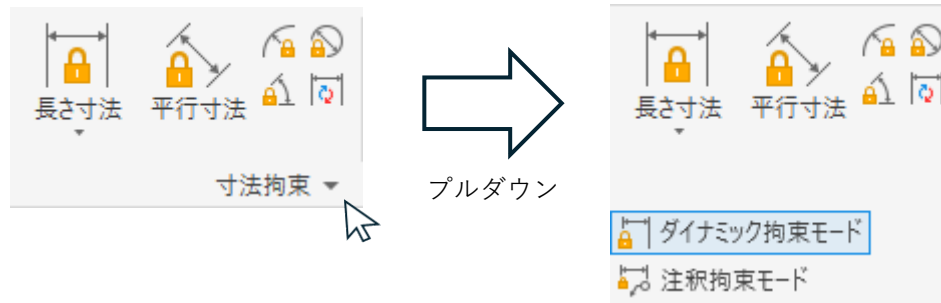 長さ寸法
平行寸法
寸法拘束
プルダウン
長さ寸法
平行寸法
ダイナミック拘束モード
注釈拘束モード